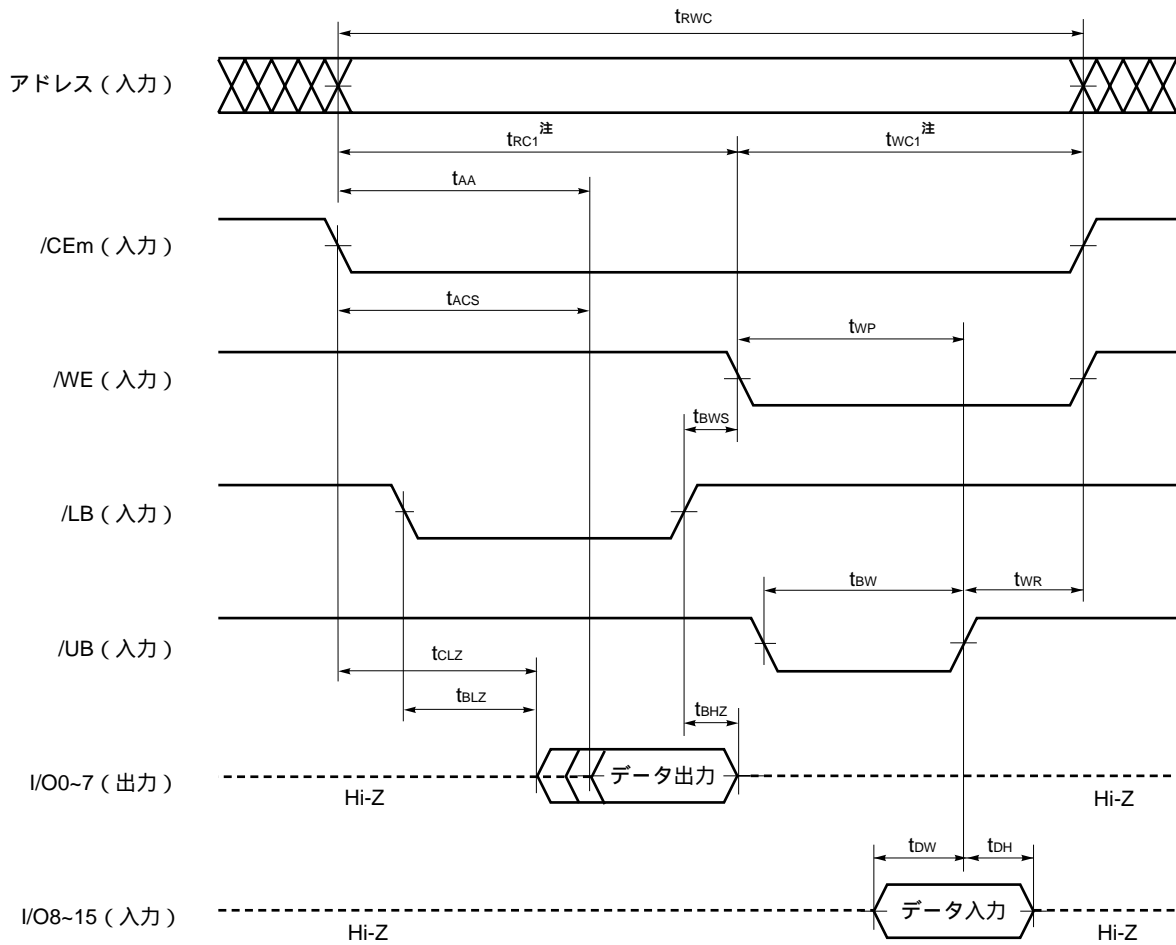 tRWC
アドレス（入力）
tRC1注
tWC1注
tAA
/CEm（入力）
tACS
tWP
/WE（入力）
tBWS
/LB（入力）
tBW
tWR
/UB（入力）
tCLZ
tBLZ
tBHZ
I/O0~7（出力）
データ出力
Hi-Z
Hi-Z
tDW
tDH
I/O8~15（入力）
データ入力
Hi-Z
Hi-Z